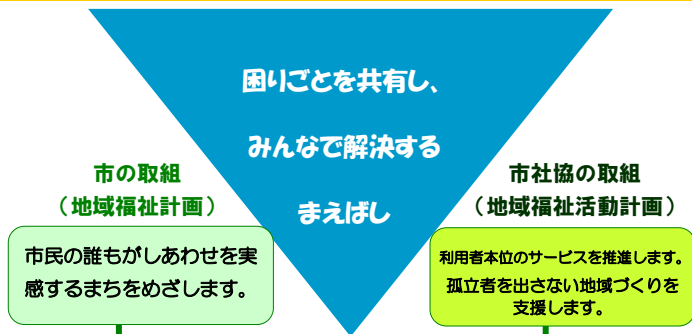 困りごとを共有し、
みんなで解決する
まえばし
市の取組
（地域福祉計画）
市民の誰もがしあわせを実
感するまちをめざします。
市社協の取組
（地域福祉活動計画）
利用者本位のサービスを推進します。
孤立者を出さない地域づくりを
支援します。